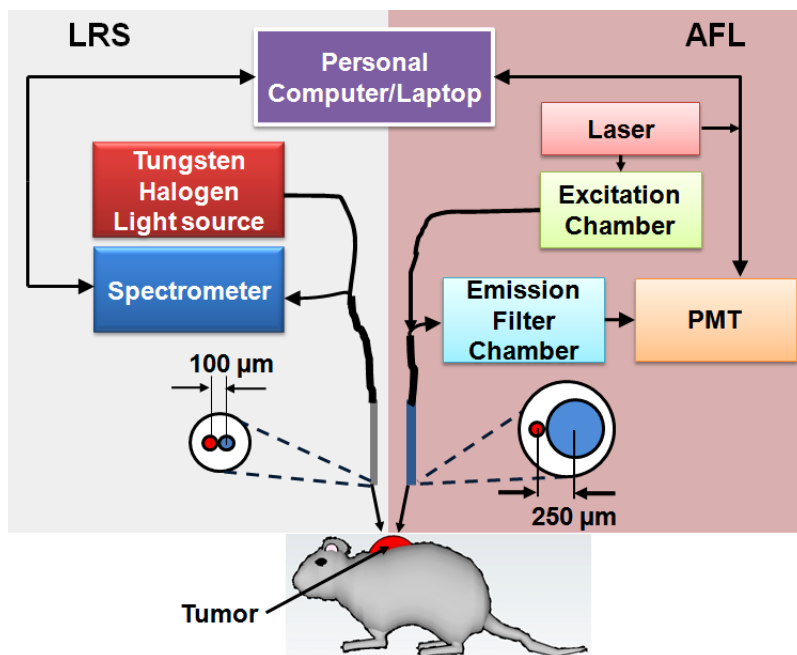 LRS
AFL
Personal
Computer/Laptop
Laser
Tungsten
Halogen
Light source
Excitation
Chamber
Spectrometer
Emission
Filter
Chamber
PMT
100 µm
250 µm
Tumor